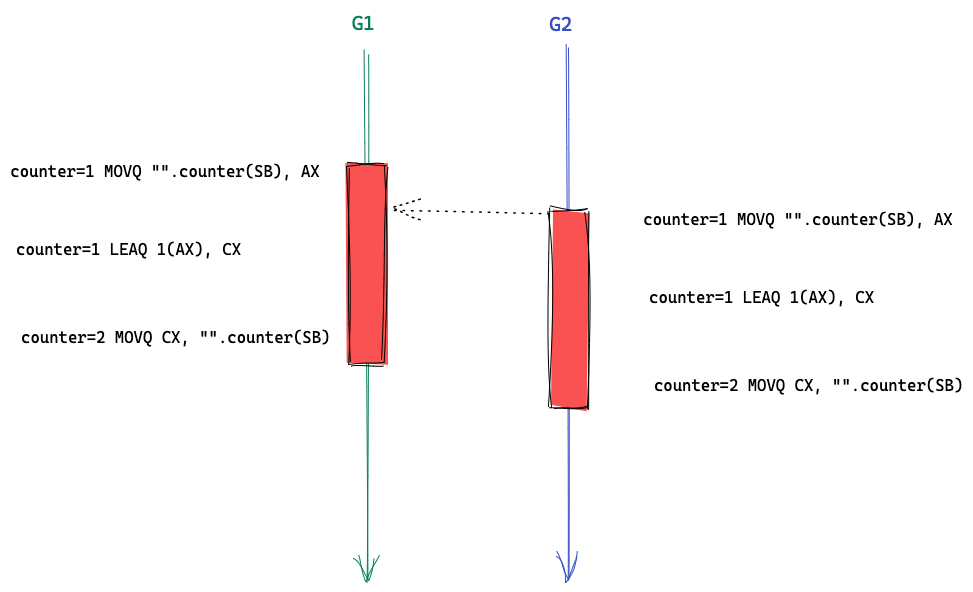 G1
G2
counter=1 MOVQ "".counter(SB), AX
counter=1 LEAQ 1(AX), CX
counter=2 MOVQ CX, "".counter(SB)
counter=1 MOVQ "".counter(SB), AX
counter=1 LEAQ 1(AX), CX
counter=2 MOVQ CX, "".counter(SB)